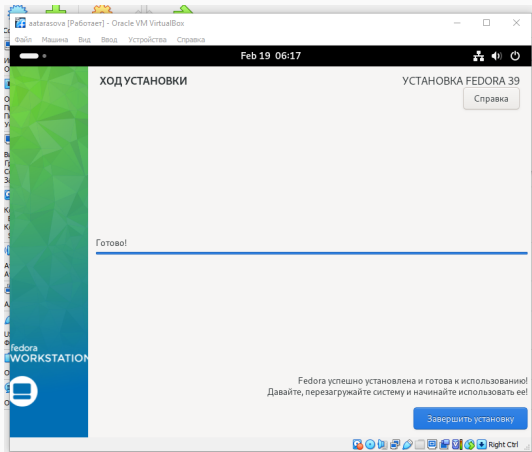 aatarasova [Работает] - Oracle VM VirtualBox
Файл Машина Вид Ввод Устройства Справка
Feb 19 06:17
ХОД УСТАНОВКИ
УСТАНОВКА FEDORA 39
Справка
Готово!
fedora
WORKSTATION
Fedora успешно установлена и готова к использованию!
Давайте, перезагружайте систему и начинайте использовать ее!
Завершить установку
Right Ctrl